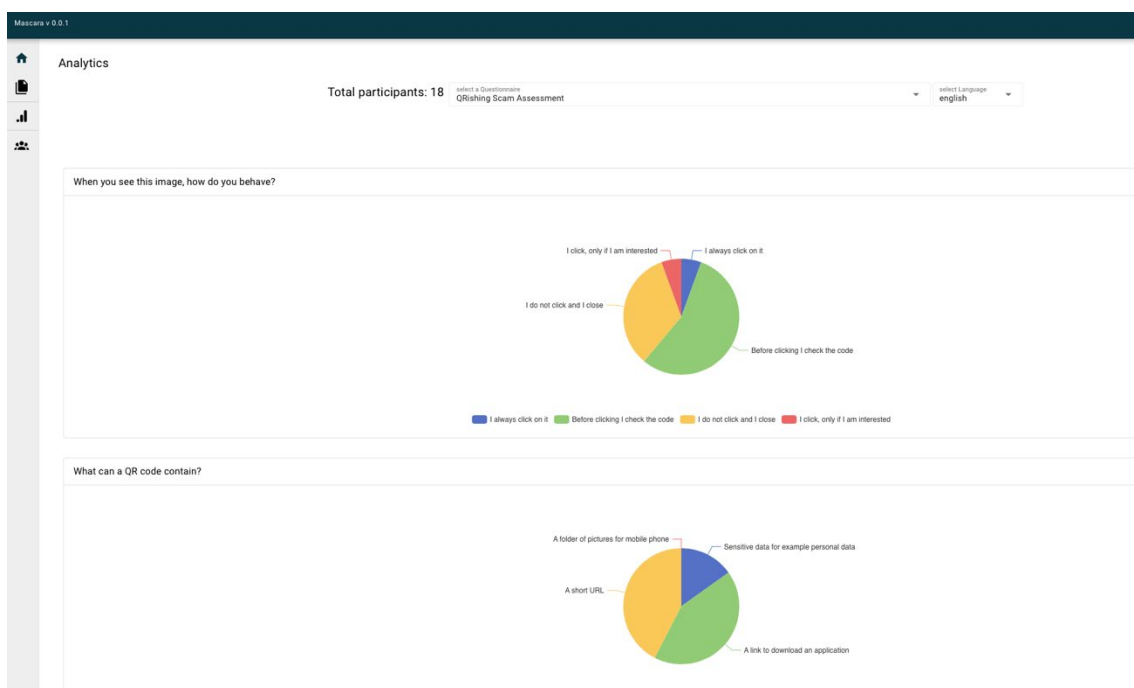 Mascara v 0.0.1
Analytics
Total participants: 18
select a Questionnaire
QRishing Scam Assessment
select Language
english
When you see this image, how do you behave?
I click, only if I am interested
I always click on it
I do not click and I close
Before clicking I check the code
I always click on it Before clicking I check the code I do not click and I close I click, only if I am interested
What can a QR code contain?
A folder of pictures for mobile phone
Sensitive data for example personal data
A short URL
A link to download an application